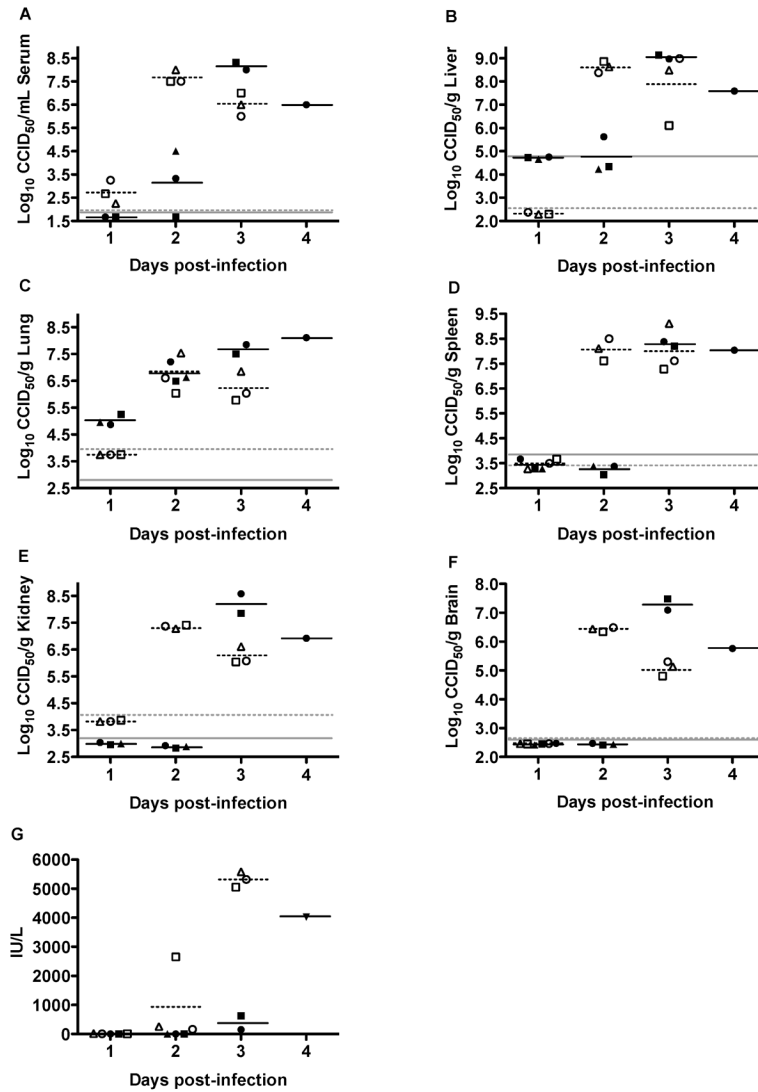 A
Log10 CCID50/mL Serum
8.5
7.5
6.5
5.5
4.5
3.5
2.5
1.5
1 2 3 4
Days post-infection
B
Log10 CCID50/g Liver
9.0
8.0
7.0
6.0
5.0
4.0
3.0
2.0
1 2 3 4
Days post-infection
C
Log10 CCID50/g Lung
8.5
7.5
6.5
5.5
4.5
3.5
2.5
1 2 3 4
Days post-infection
D
Log10 CCID50/g Spleen
9.5
8.5
7.5
6.5
5.5
4.5
3.5
2.5
1 2 3 4
Days post-infection
E
Log10 CCID50/g Kidney
8.5
7.5
6.5
5.5
4.5
3.5
2.5
1 2 3 4
Days post-infection
F
Log10 CCID50/g Brain
8.0
7.0
6.0
5.0
4.0
3.0
2.0
1 2 3 4
Days post-infection
G
IU/L
6000
5000
4000
3000
2000
1000
0
1 2 3 4
Days post-infection